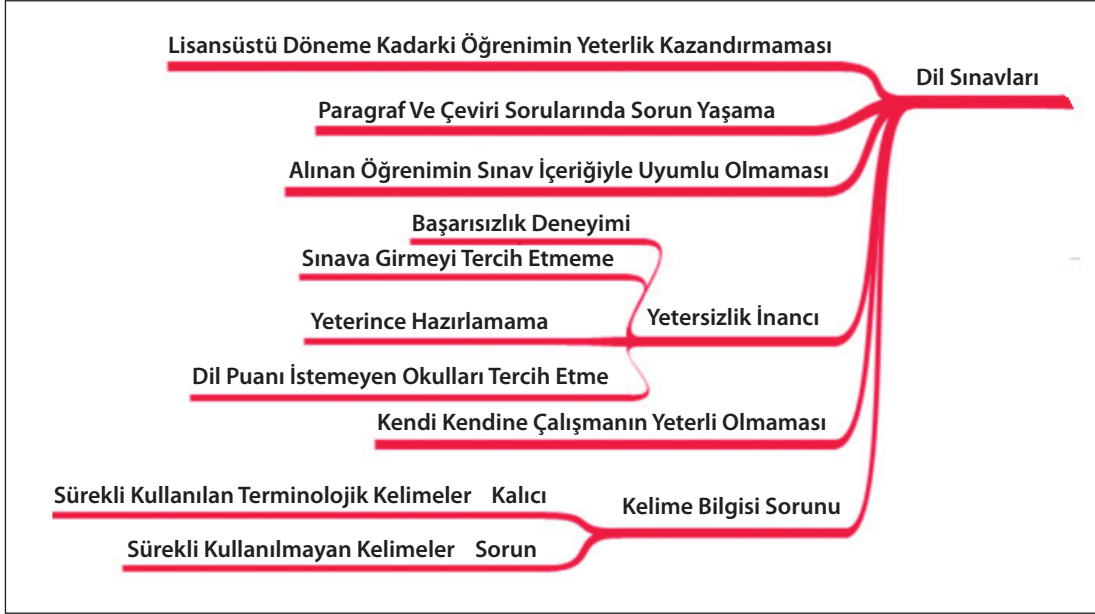 Lisansüstü Döneme Kadarki Öğrenimin Yeterlik Kazandırmaması
Dil Sınavları
Paragraf Ve Çeviri Sorularında Sorun Yaşama
Alınan Öğrenimin Sınav İçeriğiyle Uyumlu Olmaması
Başarısızlık Deneyimi
Sınava Girmeyi Tercih Etmeme
Yeterince Hazırlamama
Yetersizlik İnancı
Dil Puanı İstemeyen Okulları Tercih Etme
Kendi Kendine Çalışmanın Yeterli Olmaması
Sürekli Kullanılan Terminolojik Kelimeler Kalıcı
Kelime Bilgisi Sorunu
Sürekli Kullanılmayan Kelimeler Sorun